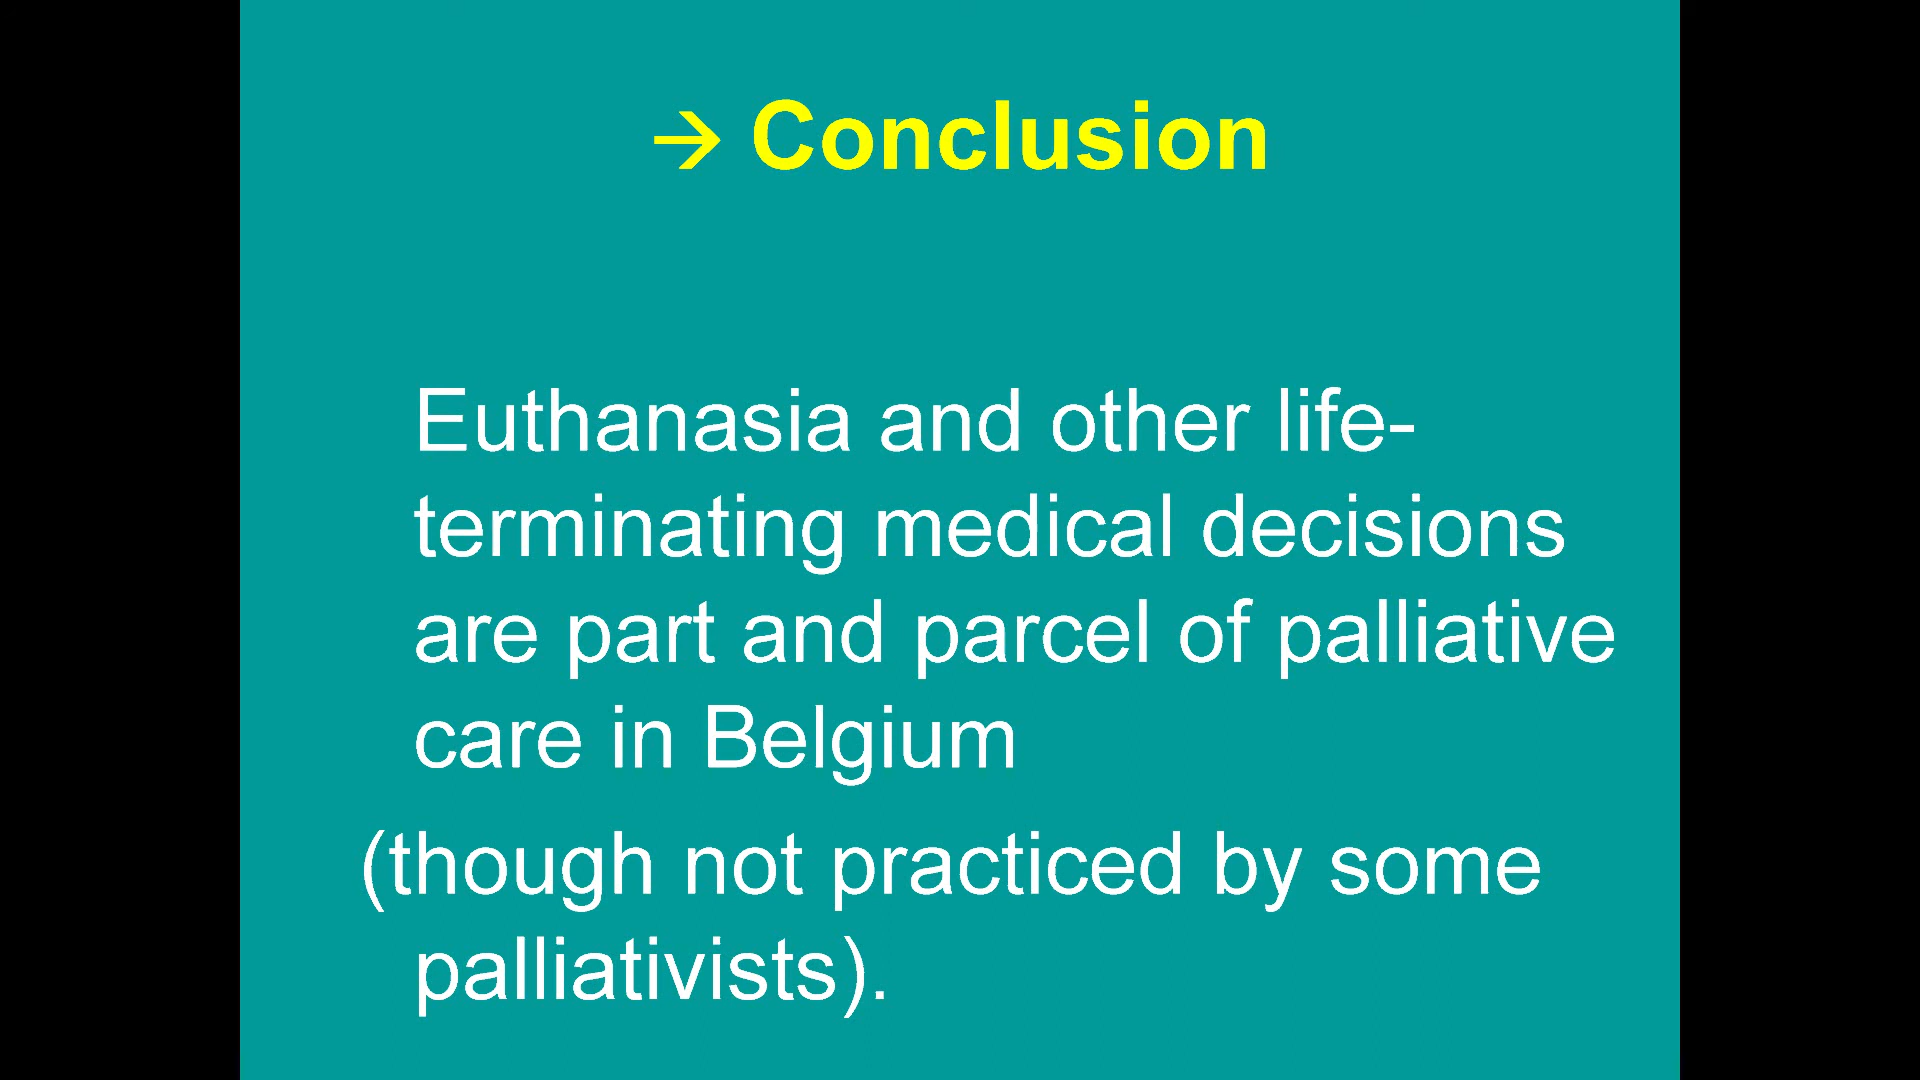 → Conclusion
Euthanasia and other life-
terminating medical decisions
are part and parcel of palliative
care in Belgium
(though not practiced by some
palliativists).